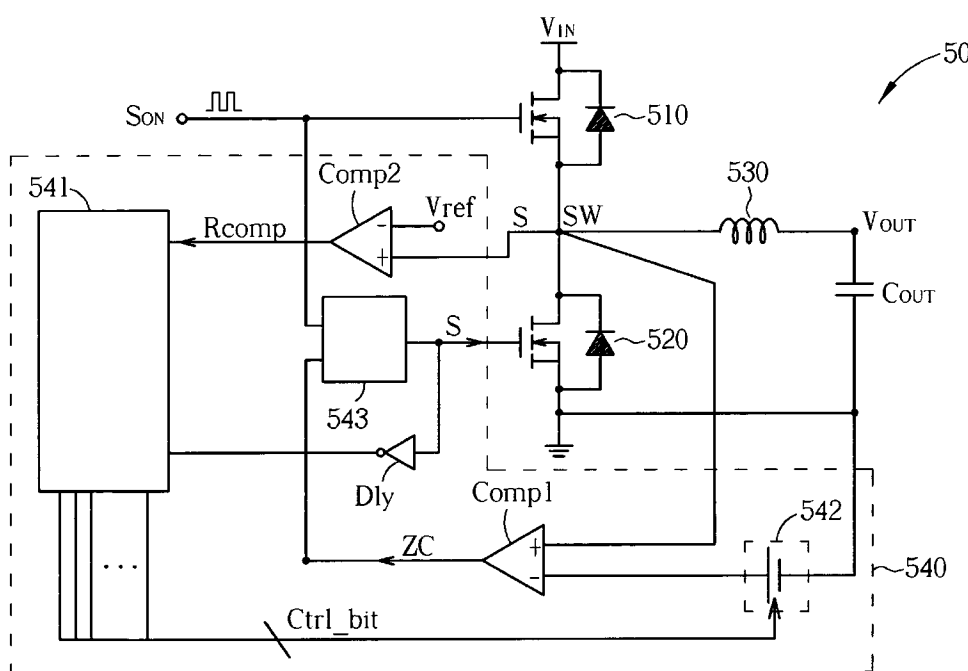 VIN
50
SON
510
541
Comp2
530
Vref
S
SW
VOUT
Rcomp
COUT
S
520
543
Dly
Comp1
542
ZC
540
...
Ctrl_bit